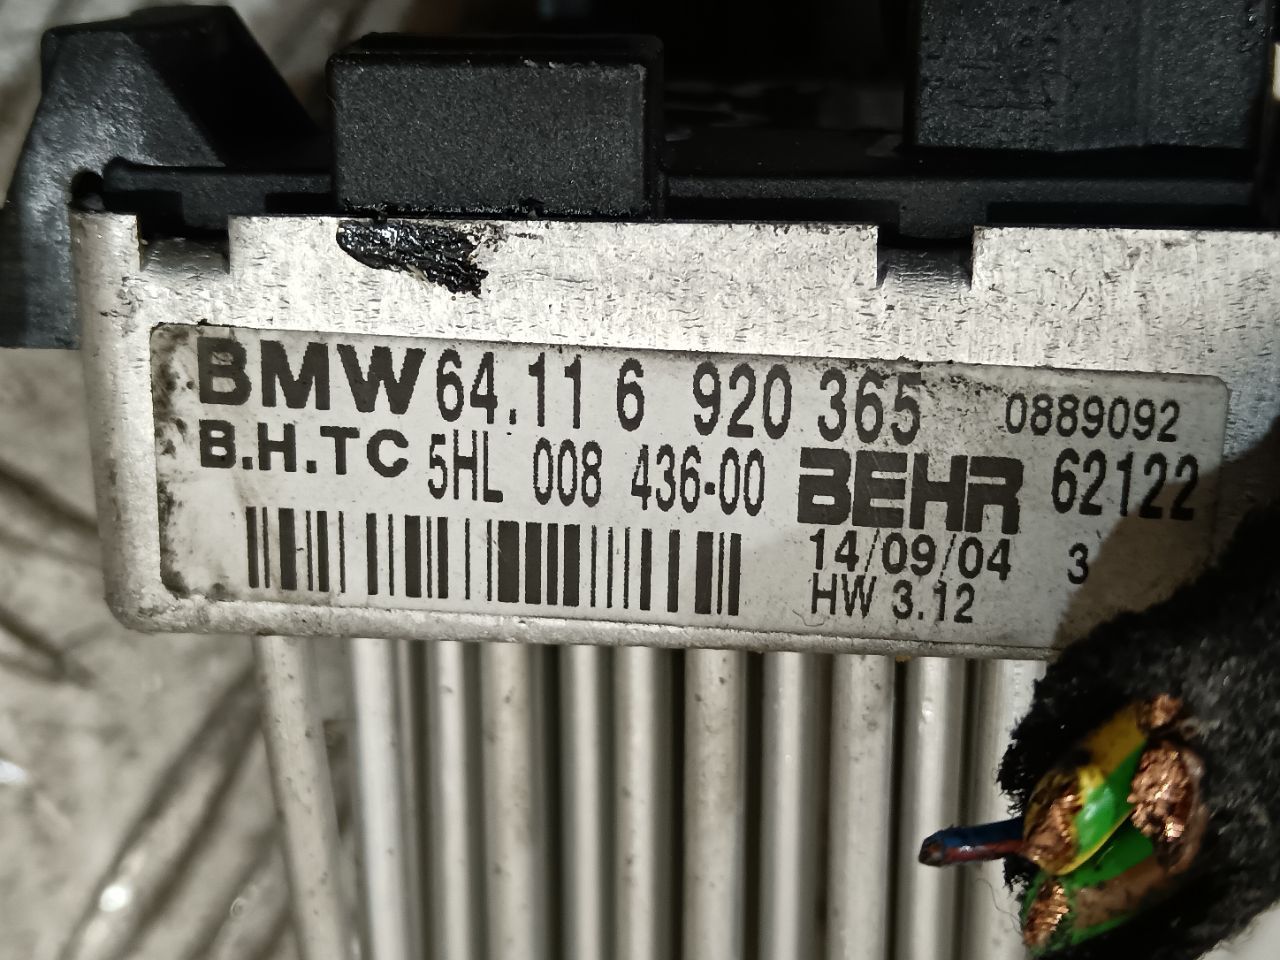 BMW 64.11 6 920 365 0889092
B.H.TC 5HL 008 436-00 BEHR 62122
14/09/04 3
HW 3.12